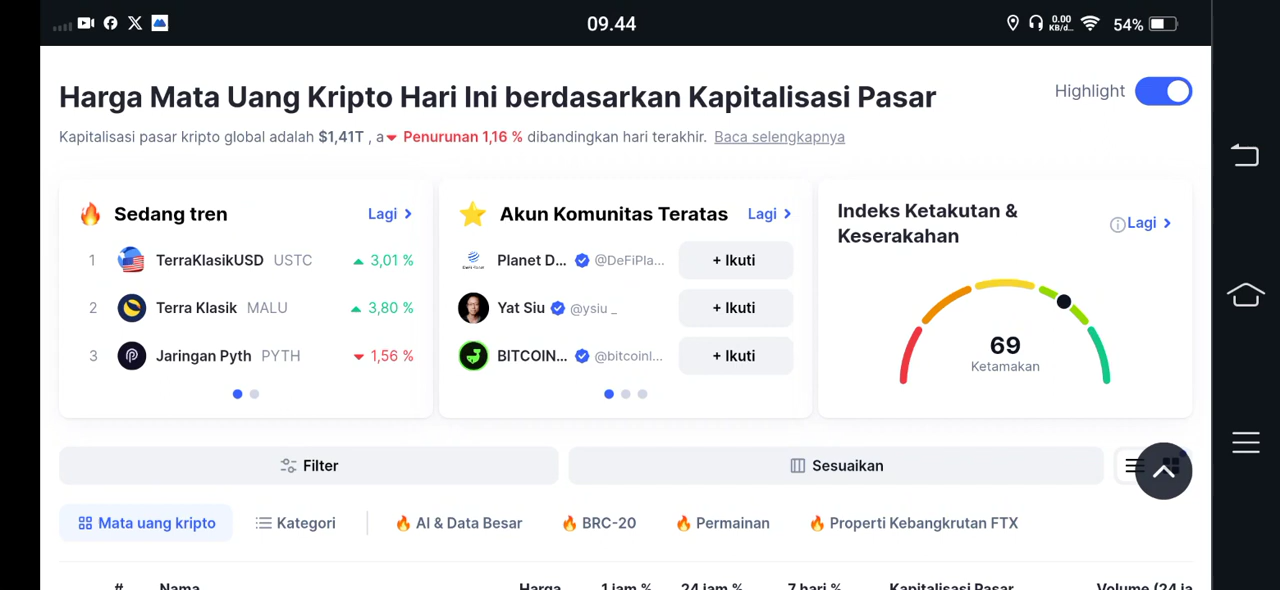 09.44
0.00
KB/d...
54%
Harga Mata Uang Kripto Hari Ini berdasarkan Kapitalisasi Pasar
Highlight
Kapitalisasi pasar kripto global adalah $1,41T , a Penurunan 1,16 % dibandingkan hari terakhir. Baca selengkapnya
Sedang tren
Lagi
1 TerraKlasikUSD USTC 3,01 %
2 Terra Klasik MALU 3,80 %
3 Jaringan Pyth PYTH 1,56 %
Akun Komunitas Teratas
Lagi
Planet D... @DeFiPla... + Ikuti
Yat Siu @ysiu _ + Ikuti
BITCOIN... @bitcoinl... + Ikuti
Indeks Ketakutan &
Keserakahan
Lagi
69
Ketamakan
Filter
Sesuaikan
Mata uang kripto
Kategori
AI & Data Besar
BRC-20
Permainan
Properti Kebangkrutan FTX
# Nama Harga 1 jam % 24 jam % 7 hari % Kapitalisasi Pasar Volume (24 ja